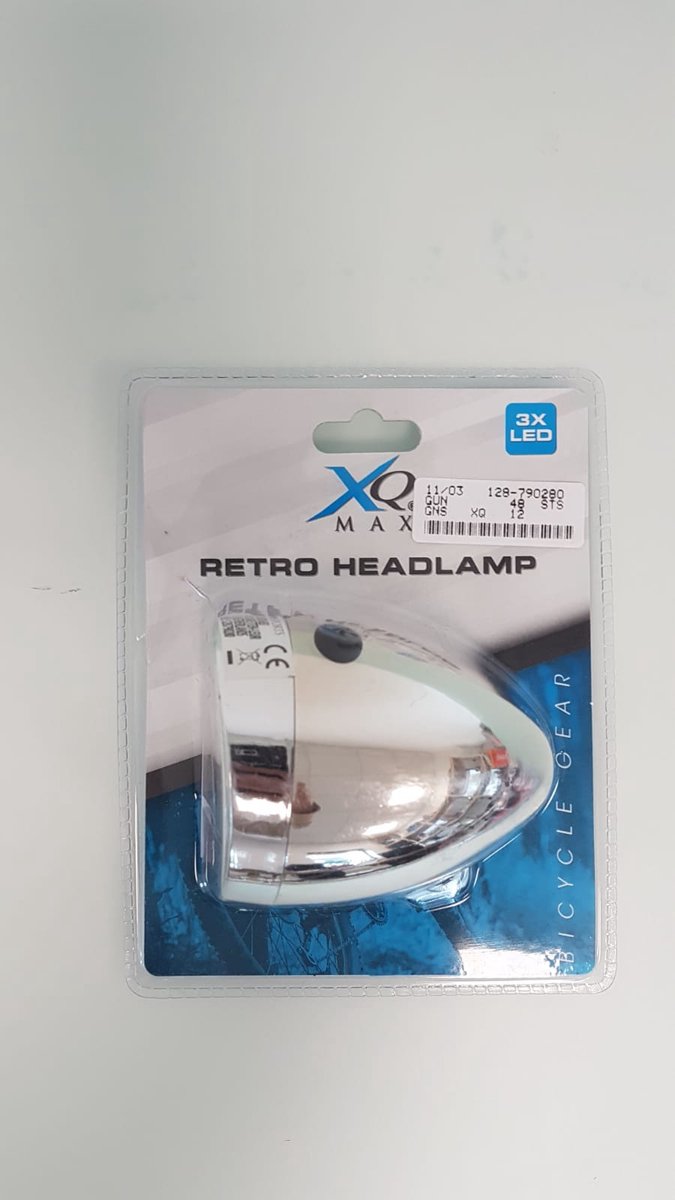 3X
LED
XQ
MAX
11/03 128-790280
GUN 48 STS
GNS XQ 12
RETRO HEADLAMP
CE
BICYCLE GEAR